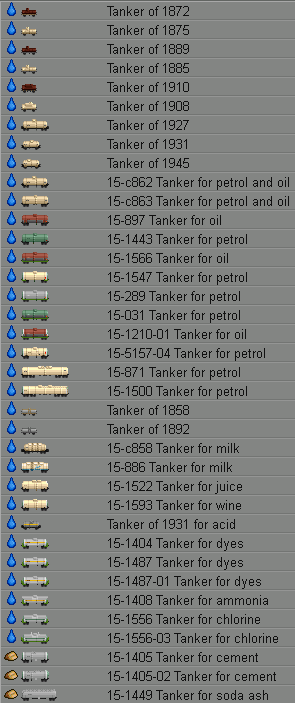 Tanker of 1872
Tanker of 1875
Tanker of 1889
Tanker of 1885
Tanker of 1910
Tanker of 1908
Tanker of 1927
Tanker of 1931
Tanker of 1945
15-c862 Tanker for petrol and oil
15-c863 Tanker for petrol and oil
15-897 Tanker for oil
15-1443 Tanker for petrol
15-1566 Tanker for oil
15-1547 Tanker for petrol
15-289 Tanker for petrol
15-031 Tanker for petrol
15-1210-01 Tanker for oil
15-5157-04 Tanker for petrol
15-871 Tanker for petrol
15-1500 Tanker for petrol
Tanker of 1858
Tanker of 1892
15-c858 Tanker for milk
15-886 Tanker for milk
15-1522 Tanker for juice
15-1593 Tanker for wine
Tanker of 1931 for acid
15-1404 Tanker for dyes
15-1487 Tanker for dyes
15-1487-01 Tanker for dyes
15-1408 Tanker for ammonia
15-1556 Tanker for chlorine
15-1556-03 Tanker for chlorine
15-1405 Tanker for cement
15-1405-02 Tanker for cement
15-1449 Tanker for soda ash